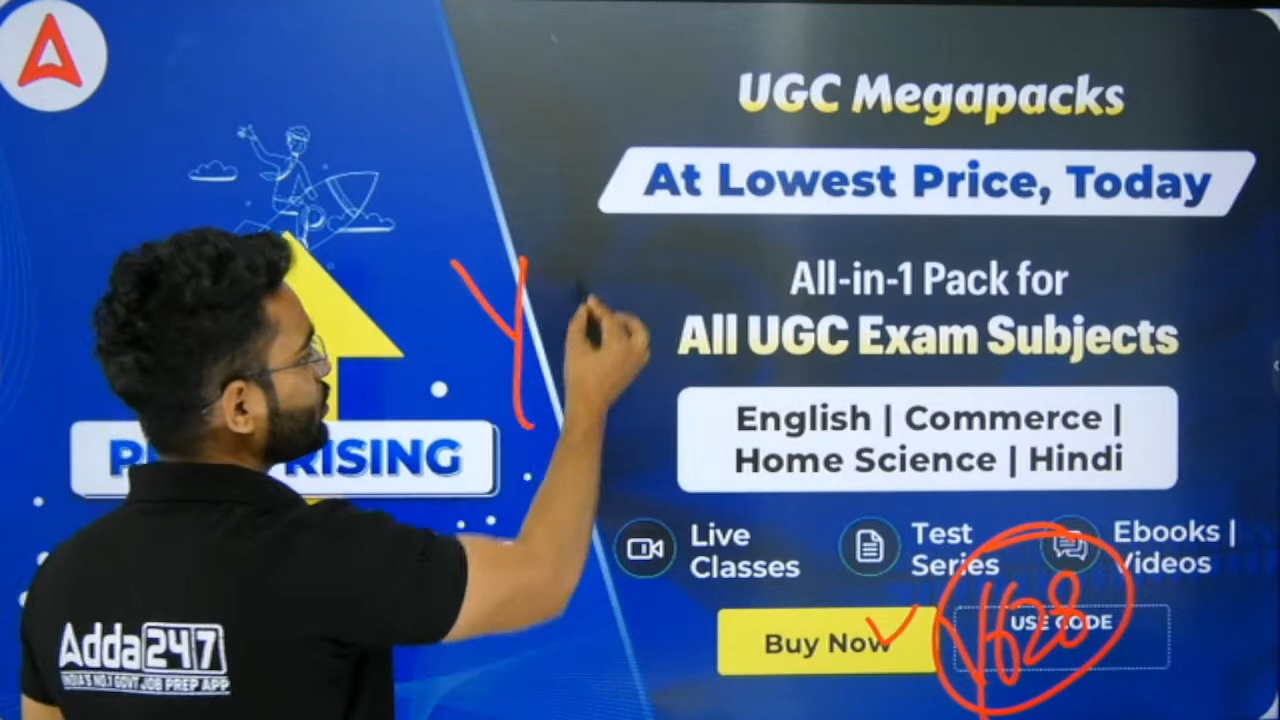 UGC Megapacks
At Lowest Price, Today
All-in-1 Pack for
All UGC Exam Subjects
English | Commerce |
Home Science | Hindi
Live
Classes
Test
Series
Ebooks |
Videos
Buy Now
USE CODE
Y
Y628
RISING
Adda247
INDIA'S NO.1 GOVT JOB PREP APP